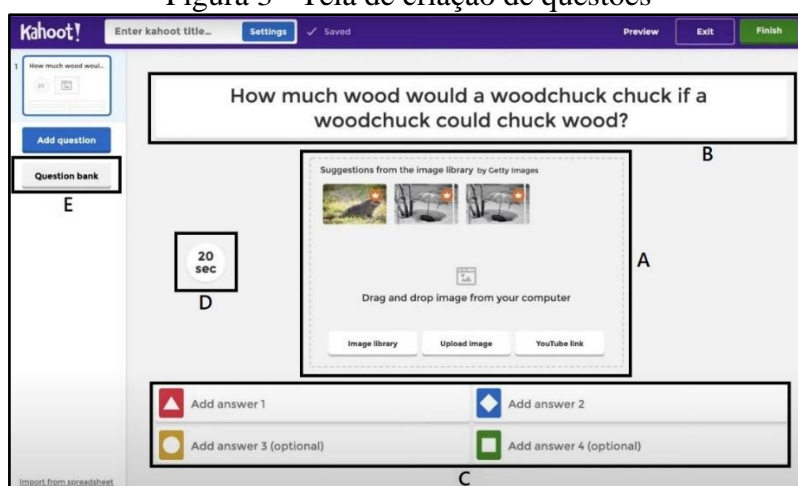 Figura 3 - Tela de criação de questões
Kahoot!
Enter kahoot title...
Settings
✓ Saved
Preview
Exit
Finish
1
How much wood woul...
20
Add question
Question bank
E
How much wood would a woodchuck chuck if a
woodchuck could chuck wood?
B
Suggestions from the image library by Getty Images
20
sec
D
A
Drag and drop image from your computer
Image library
Upload image
YouTube link
Add answer 1
Add answer 2
Add answer 3 (optional)
Add answer 4 (optional)
C
Import from spreadsheet